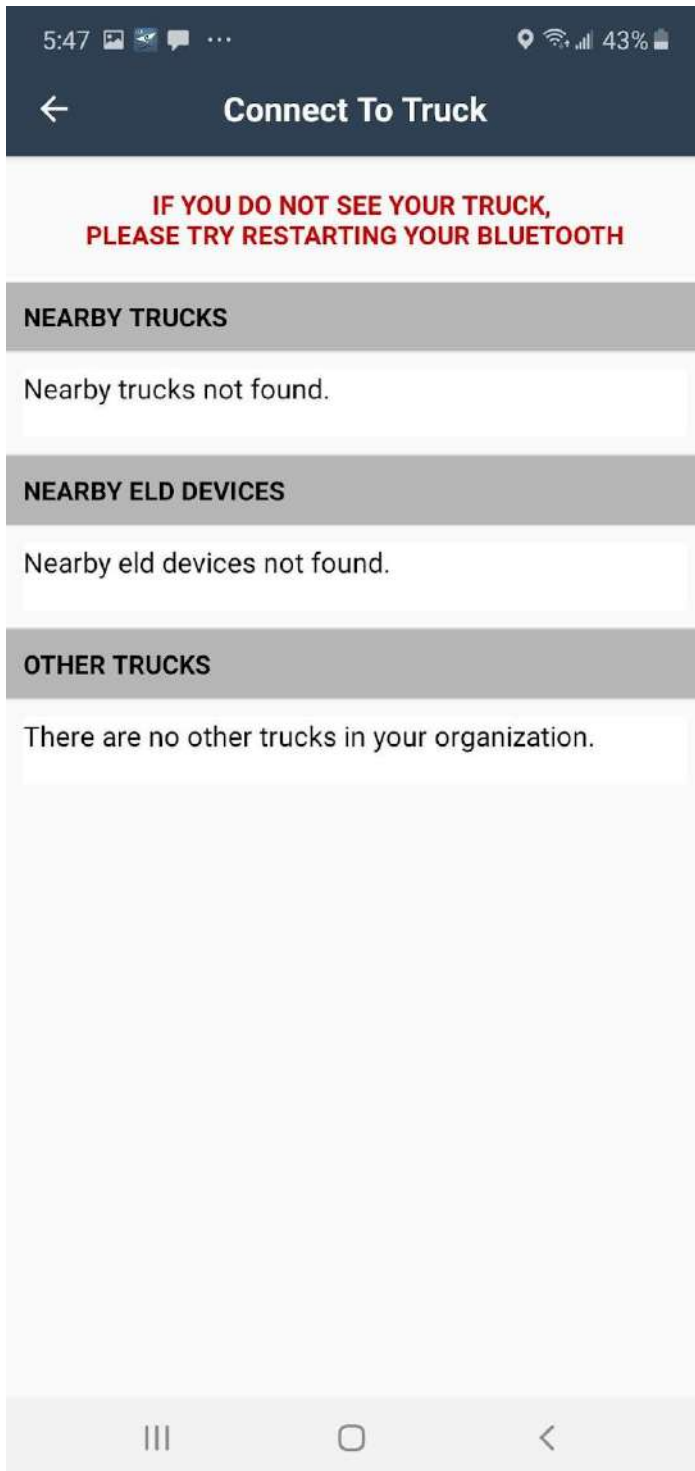 5:47 ... 43%
Connect To Truck
IF YOU DO NOT SEE YOUR TRUCK,
PLEASE TRY RESTARTING YOUR BLUETOOTH
NEARBY TRUCKS
Nearby trucks not found.
NEARBY ELD DEVICES
Nearby eld devices not found.
OTHER TRUCKS
There are no other trucks in your organization.